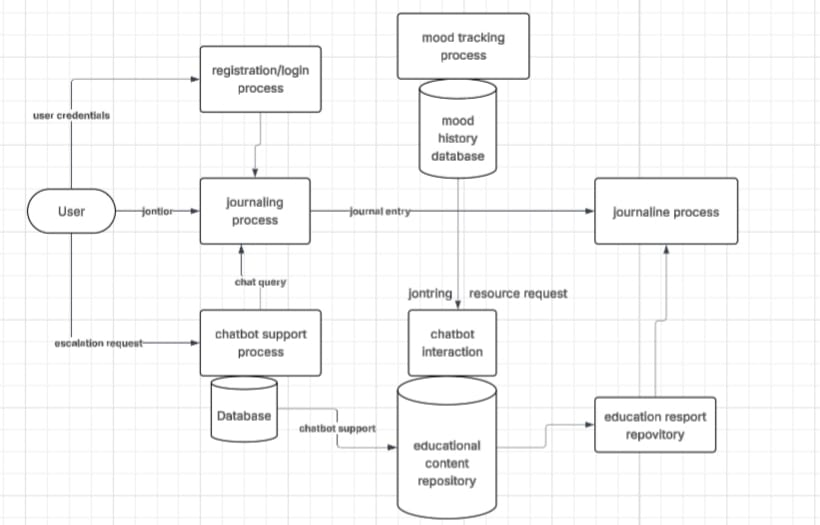 mood tracking
process
registration/login
process
user credentials
mood
history
database
User
jontior
journaling
process
journal entry
journaline process
chat query
jontring
resource request
escalation request
chatbot support
process
chatbot
interaction
Database
chatbot support
education resport
repovitory
educational
content
repository